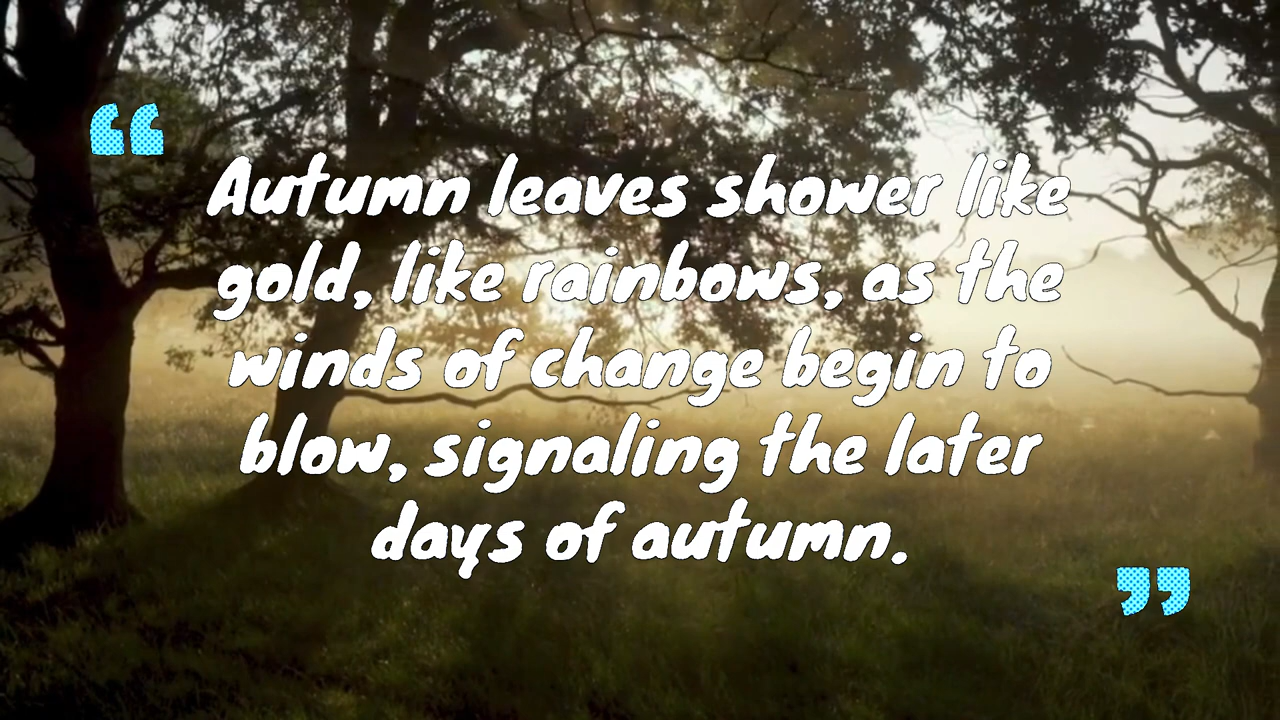 “
Autumn leaves shower like
gold, like rainbows, as the
winds of change begin to
blow, signaling the later
days of autumn.
”